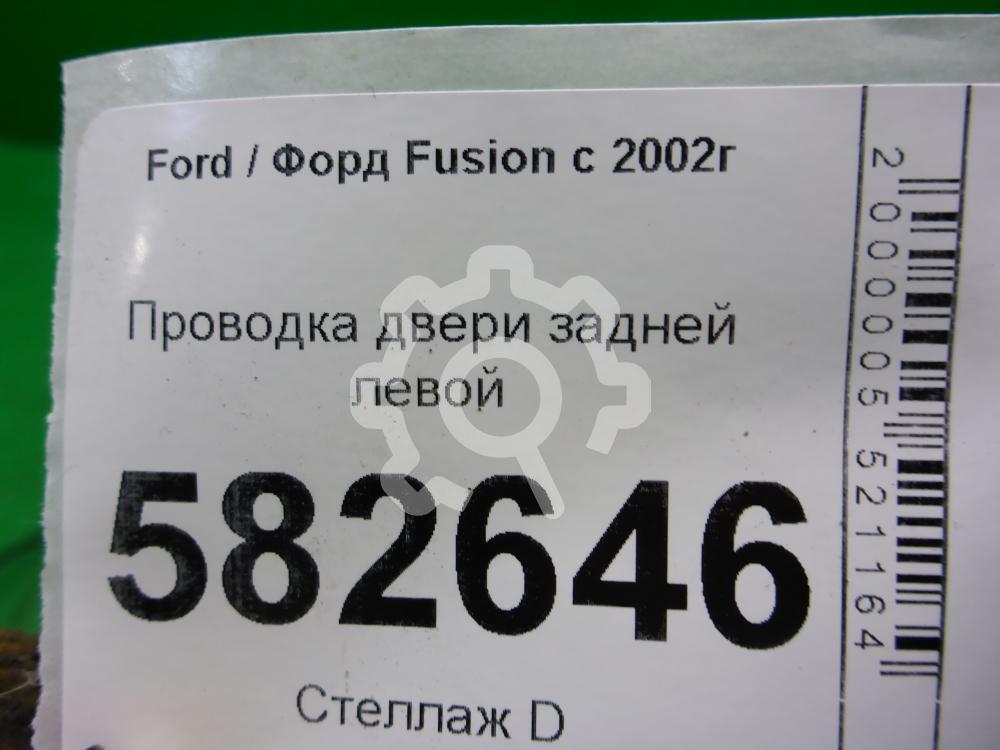 Ford / Форд Fusion с 2002г
Проводка двери задней
левой
582646
Стеллаж D
2000005521164